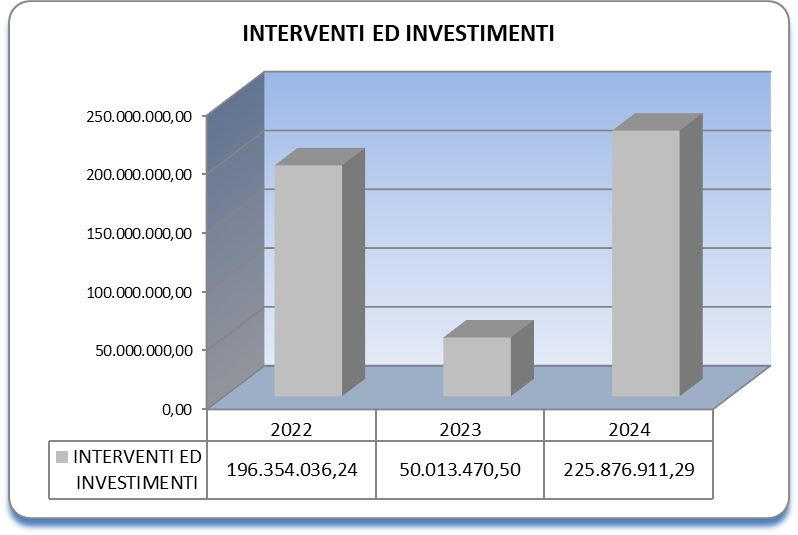 INTERVENTI ED INVESTIMENTI
250.000.000,00
200.000.000,00
150.000.000,00
100.000.000,00
50.000.000,00
0,00
2022 2023 2024
INTERVENTI ED
INVESTIMENTI
196.354.036,24 50.013.470,50 225.876.911,29